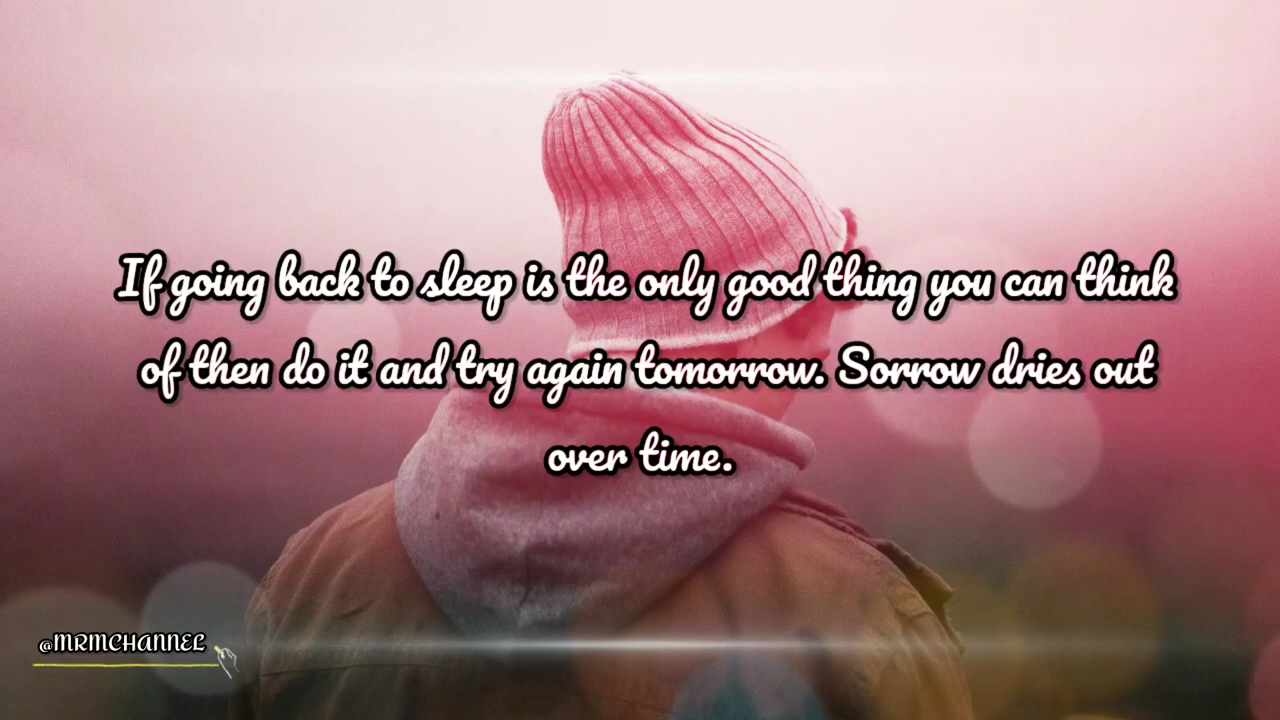 If going back to sleep is the only good thing you can think
of then do it and try again tomorrow. Sorrow dries out
over time.
@MRMCHANNEL